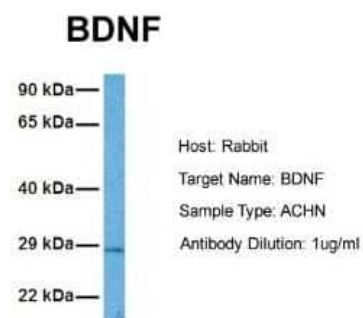 BDNF
90 kDa
65 kDa
40 kDa
29 kDa
22 kDa
Host: Rabbit
Target Name: BDNF
Sample Type: ACHN
Antibody Dilution: 1ug/ml